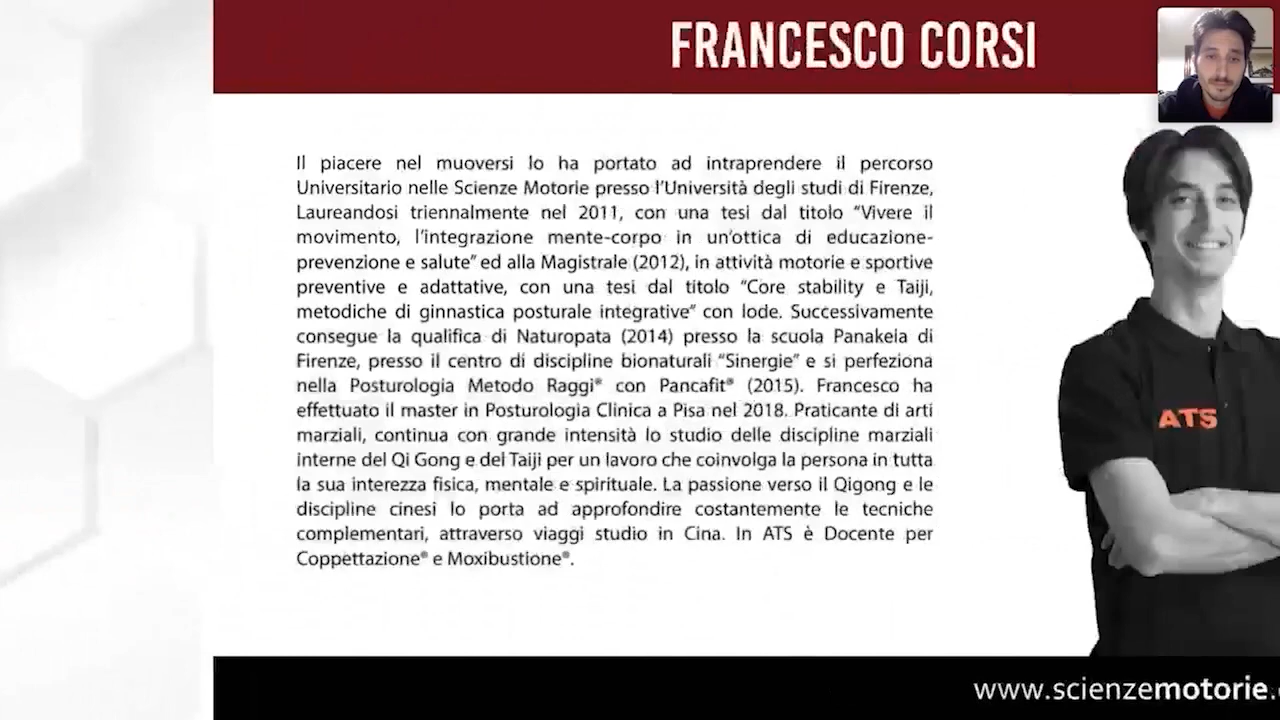 FRANCESCO CORSI
Il piacere nel muoversi lo ha portato ad intraprendere il percorso
Universitario nelle Scienze Motorie presso l'Università degli studi di Firenze,
Laureandosi triennalmente nel 2011, con una tesi dal titolo "Vivere il
movimento, l'integrazione mente-corpo in un'ottica di educazione-
prevenzione e salute" ed alla Magistrale (2012), in attività motorie e sportive
preventive e adattative, con una tesi dal titolo "Core stability e Taiji,
metodiche di ginnastica posturale integrative" con lode. Successivamente
consegue la qualifica di Naturopata (2014) presso la scuola Panakeia di
Firenze, presso il centro di discipline bionaturali "Sinergie" e si perfeziona
nella Posturologia Metodo Raggi® con Pancafit® (2015). Francesco ha
effettuato il master in Posturologia Clinica a Pisa nel 2018. Praticante di arti
marziali, continua con grande intensità lo studio delle discipline marziali
interne del Qi Gong e del Taiji per un lavoro che coinvolga la persona in tutta
la sua interezza fisica, mentale e spirituale. La passione verso il Qigong e le
discipline cinesi lo porta ad approfondire costantemente le tecniche
complementari, attraverso viaggi studio in Cina. In ATS è Docente per
Coppettazione® e Moxibustione®.
ATS
www.scienzemotorie.